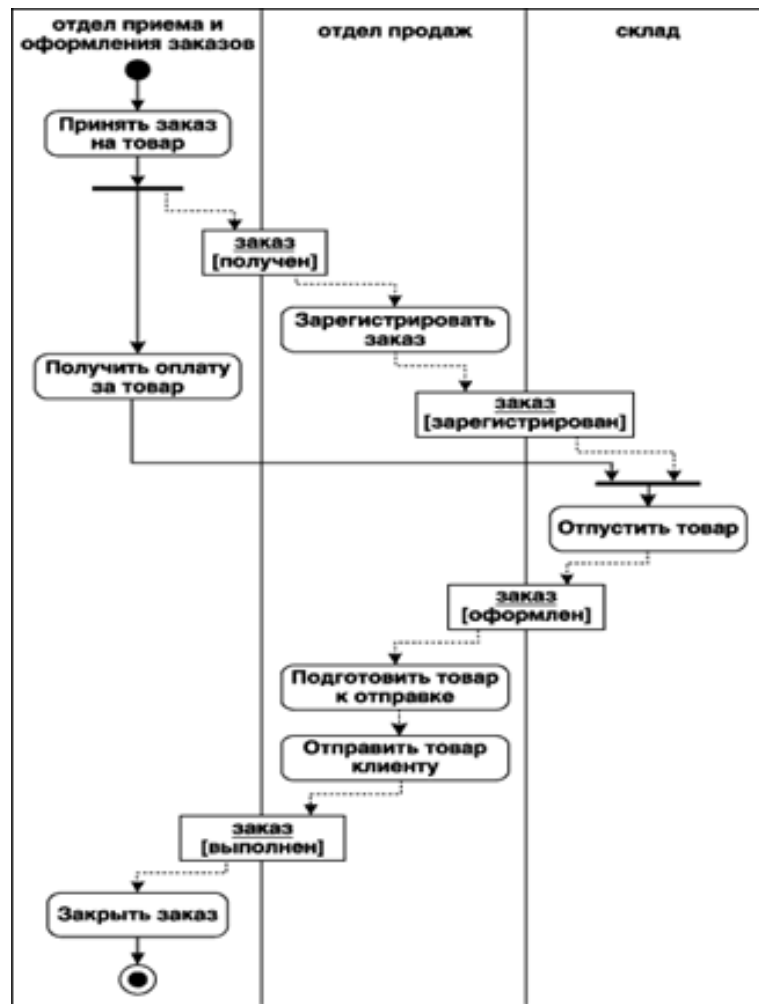 отдел приема и
оформления заказов
отдел продаж
склад
Принять заказ
на товар
заказ
[получен]
Зарегистрировать
заказ
Получить оплату
за товар
заказ
[зарегистрирован]
Отпустить товар
заказ
[оформлен]
Подготовить товар
к отправке
Отправить товар
клиенту
заказ
[выполнен]
Закрыть заказ